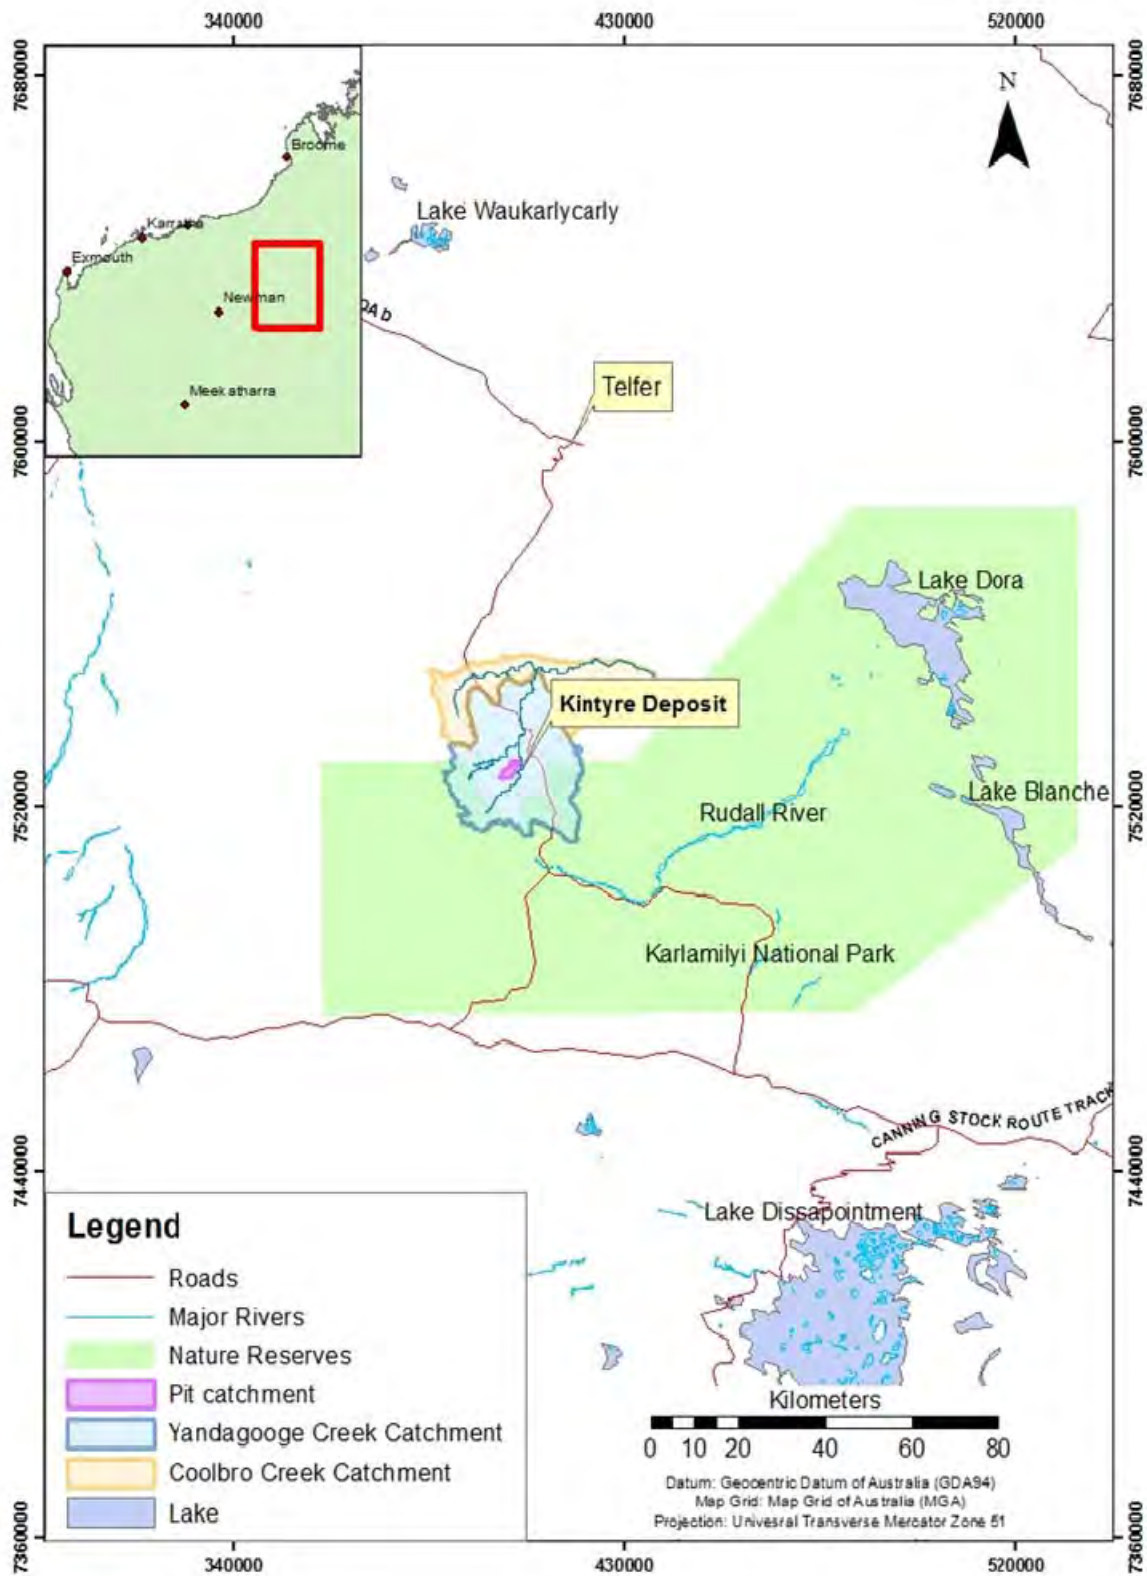 340000
430000
520000
7680000
7680000
N
Broome
Lake Waukarlycarly
Exmouth
Newman
Telfer
Meekatharra
7600000
7600000
Lake Dora
Kintyre Deposit
Lake Blanche
7520000
Rudall River
7520000
Karlamilyi National Park
CANNING STOCK ROUTE TRACK
7440000
7440000
Lake Dissapointment
Legend
Roads
Major Rivers
Nature Reserves
Pit catchment
Yandagooge Creek Catchment
Coolbro Creek Catchment
Lake
Kilometers
0 10 20 40 60 80
Datum: Geocentric Datum of Australia (GDA94)
Map Grid: Map Grid of Australia (MGA)
Projection: Univesral Transverse Mercator Zone 51
7360000
7360000
340000
430000
520000